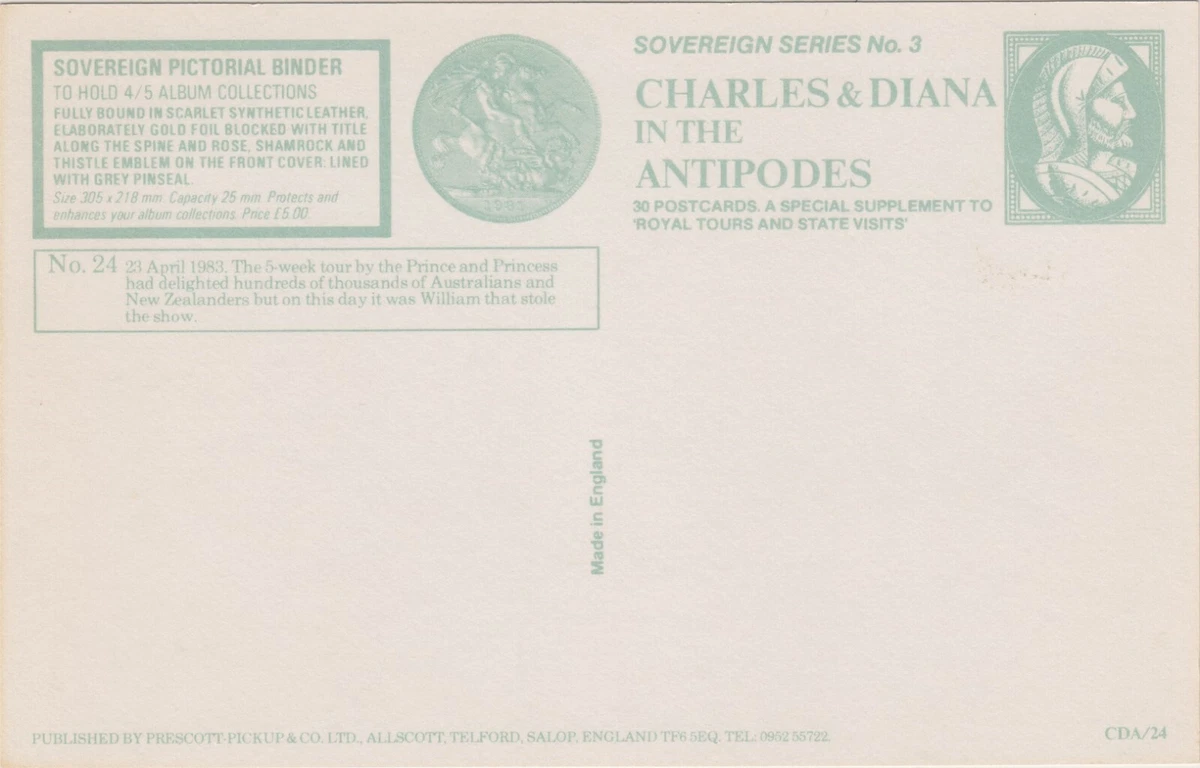 SOVEREIGN PICTORIAL BINDER
TO HOLD 4/5 ALBUM COLLECTIONS
FULLY BOUND IN SCARLET SYNTHETIC LEATHER,
ELABORATELY GOLD FOIL BLOCKED WITH TITLE
ALONG THE SPINE AND ROSE, SHAMROCK AND
THISTLE EMBLEM ON THE FRONT COVER. LINED
WITH GREY PINSEAL.
Size 305 x 218 mm. Capacity 25 mm. Protects and
enhances your album collections. Price £5.00
SOVEREIGN SERIES No. 3
CHARLES & DIANA
IN THE
ANTIPODES
30 POSTCARDS. A SPECIAL SUPPLEMENT TO
'ROYAL TOURS AND STATE VISITS'
No. 24 23 April 1983. The 5-week tour by the Prince and Princess
had delighted hundreds of thousands of Australians and
New Zealanders but on this day it was William that stole
the show.
Made in England
PUBLISHED BY PRESCOTT-PICKUP & CO. LTD., ALLSCOTT, TELFORD, SALOP, ENGLAND TF6 5EQ. TEL: 0952 55722.
CDA/24